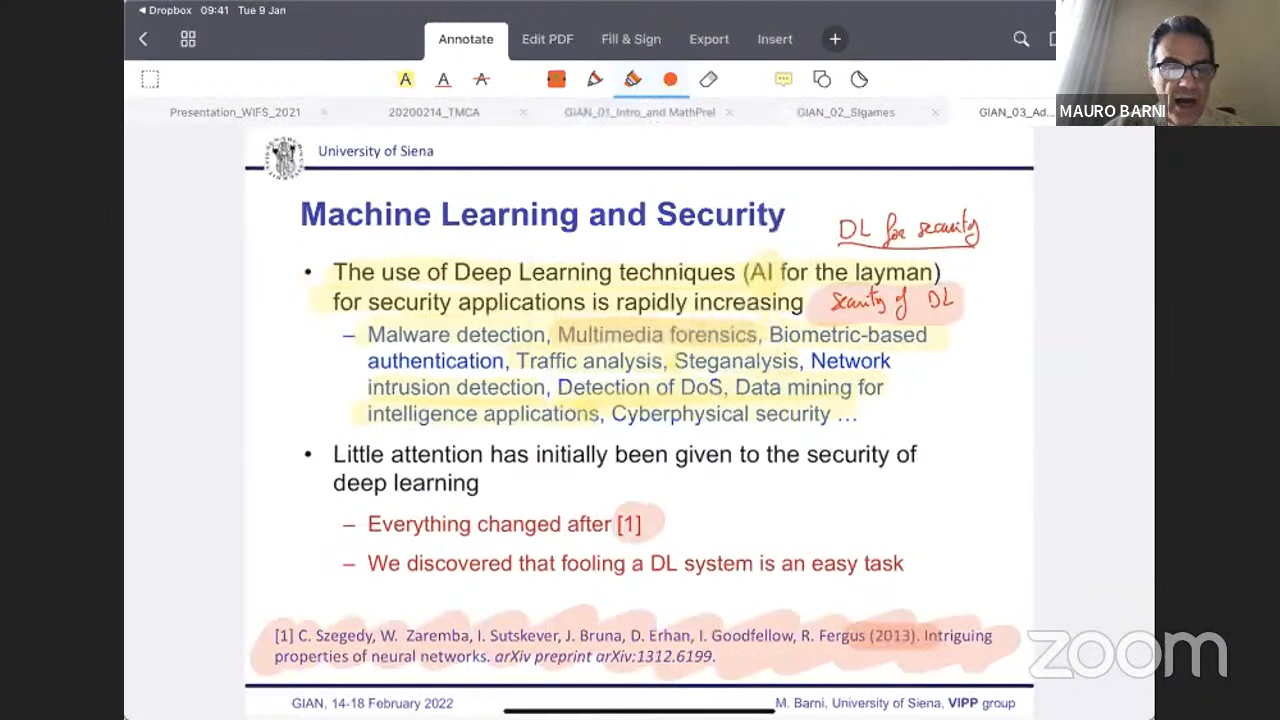 Dropbox 09:41 Tue 9 Jan
Annotate Edit PDF Fill & Sign Export Insert +
A A A
Presentation_WIFS_2021 × 20200214_TMCA × GIAN_01_Intro_and MathPrel × GIAN_02_SIgames × GIAN_03_Ad...
MAURO BARNI
University of Siena
Machine Learning and Security
DL for security
• The use of Deep Learning techniques (AI for the layman)
for security applications is rapidly increasing
Security of DL
– Malware detection, Multimedia forensics, Biometric-based
authentication, Traffic analysis, Steganalysis, Network
intrusion detection, Detection of DoS, Data mining for
intelligence applications, Cyberphysical security …
• Little attention has initially been given to the security of
deep learning
– Everything changed after [1]
– We discovered that fooling a DL system is an easy task
[1] C. Szegedy, W. Zaremba, I. Sutskever, J. Bruna, D. Erhan, I. Goodfellow, R. Fergus (2013). Intriguing
properties of neural networks. arXiv preprint arXiv:1312.6199.
zoom
GIAN, 14-18 February 2022
M. Barni, University of Siena, VIPP group